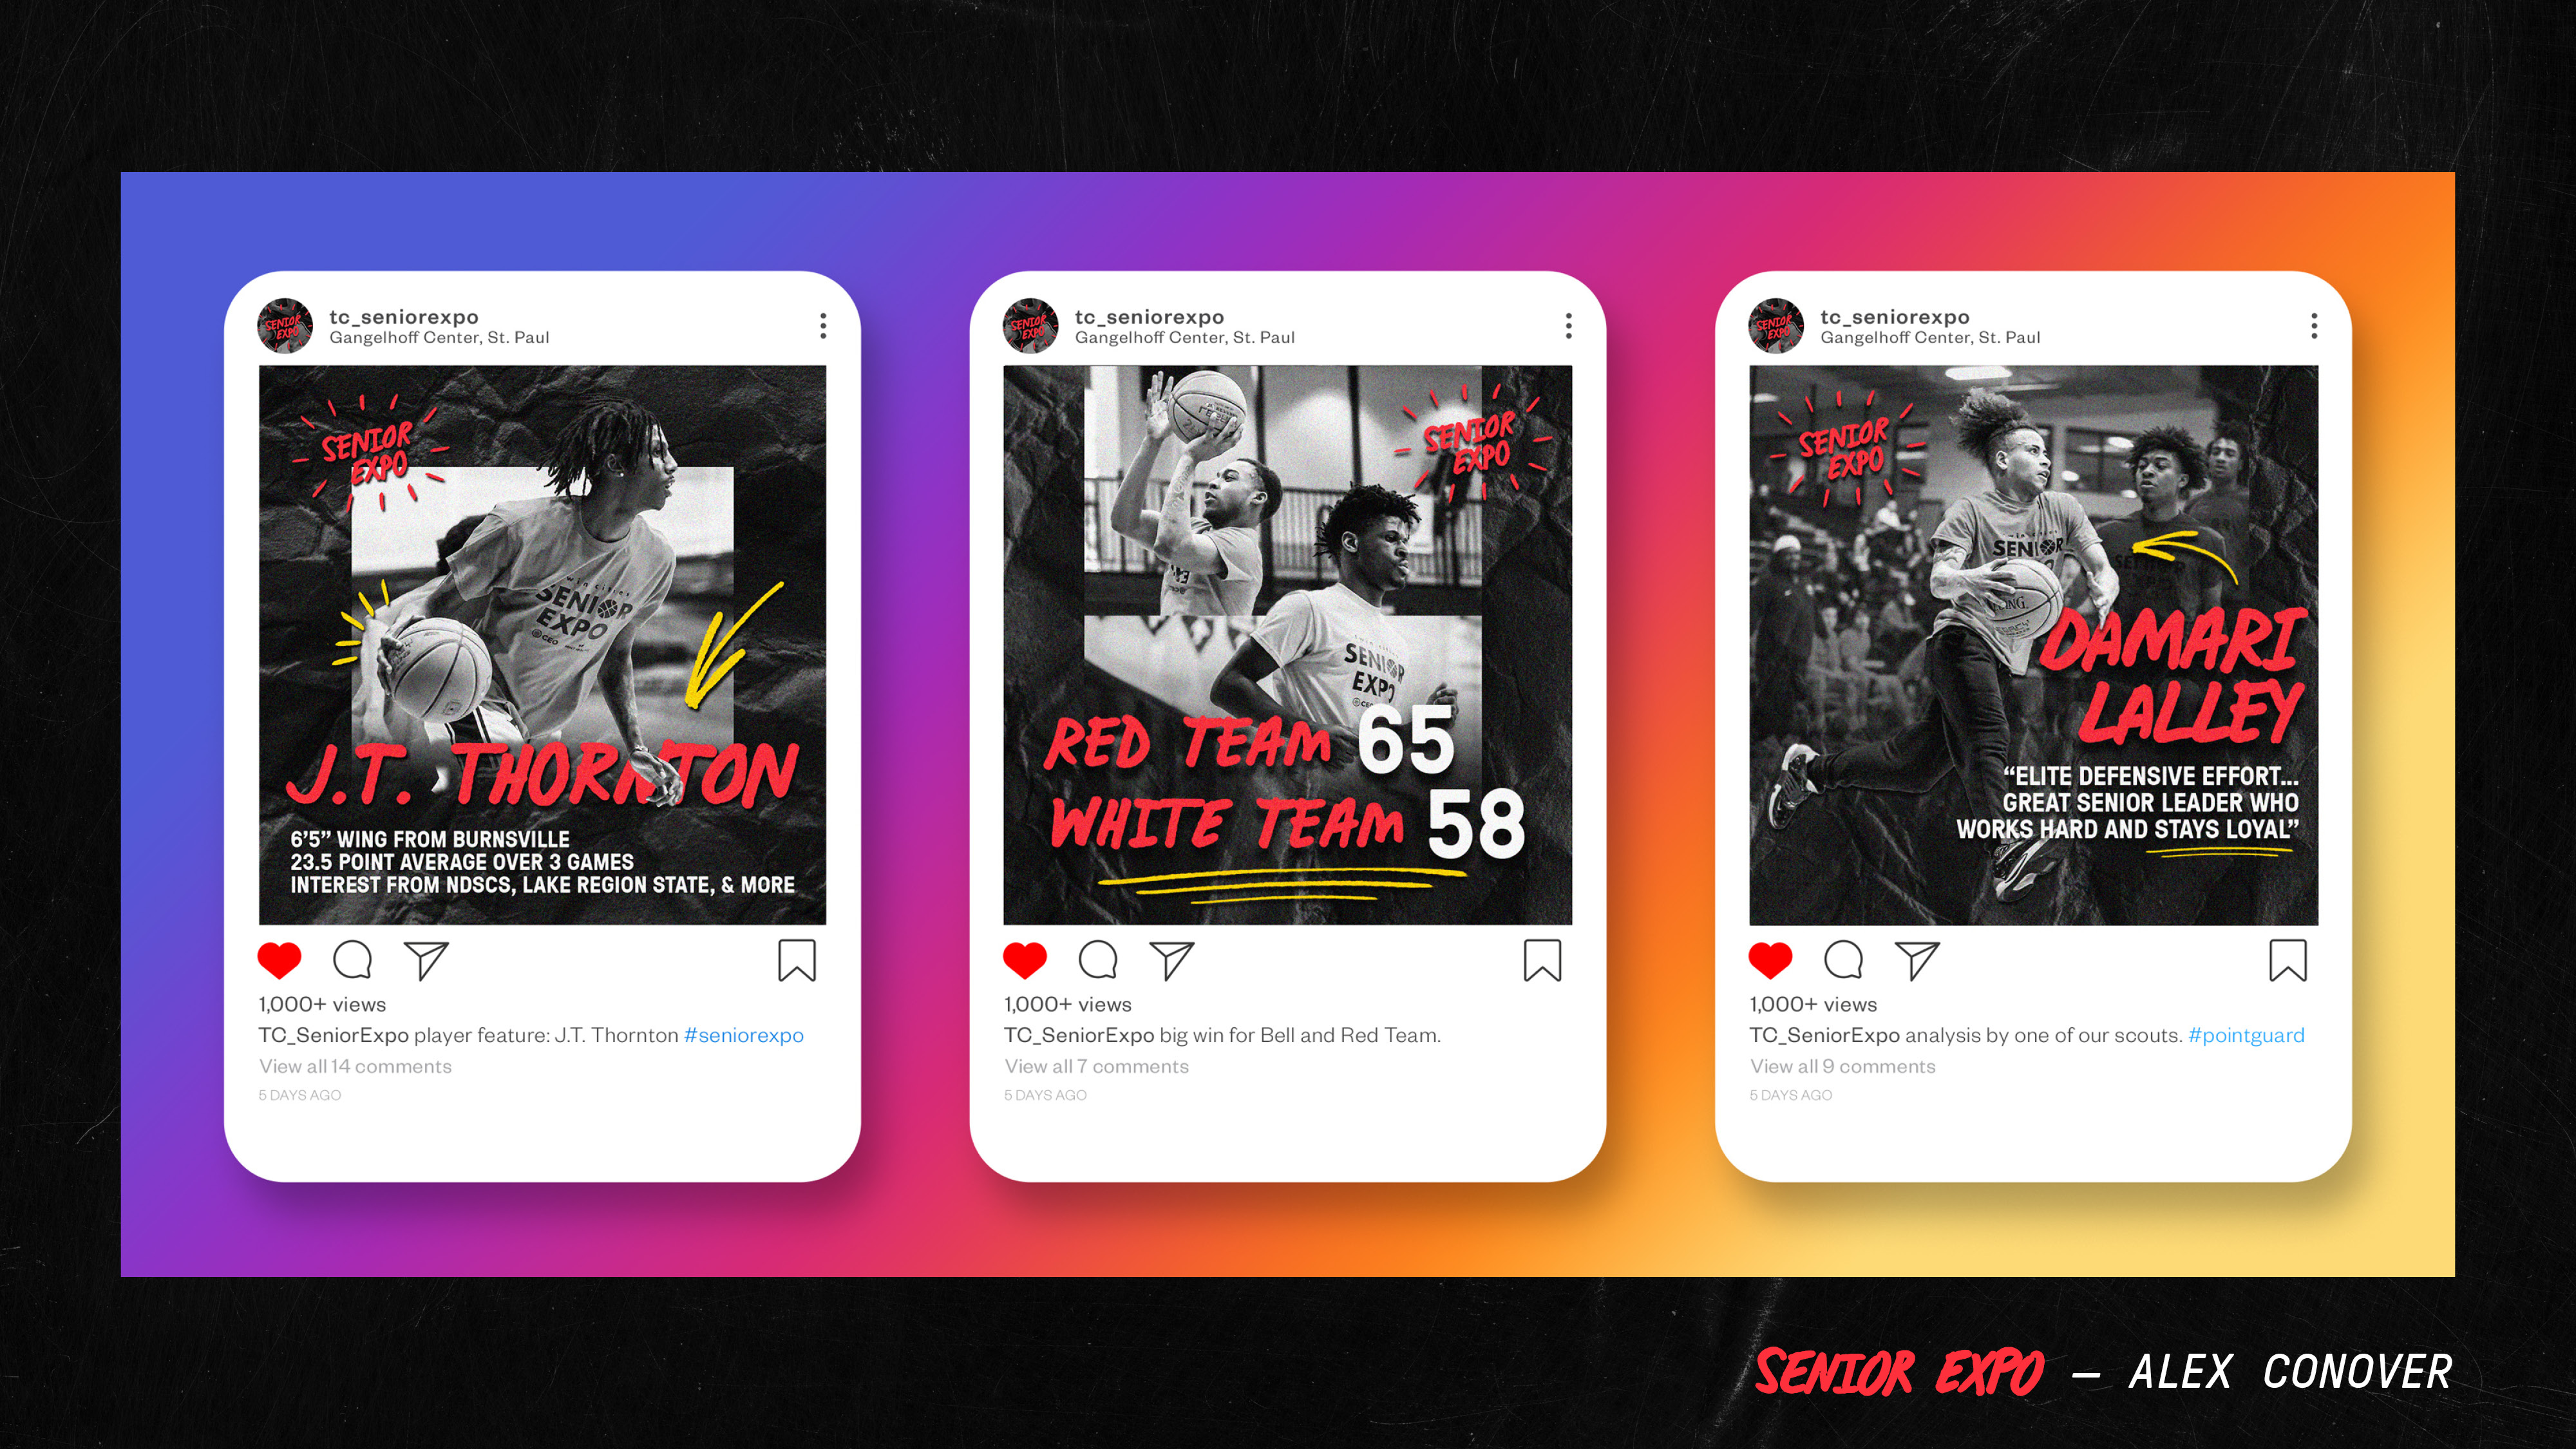 tc_seniorexpo
Gangelhoff Center, St. Paul
SENIOR
EXPO
SENIOR
EXPO
CEO
J.T. THORNTON
6'5” WING FROM BURNSVILLE
23.5 POINT AVERAGE OVER 3 GAMES
INTEREST FROM NDSCS, LAKE REGION STATE, & MORE
1,000+ views
TC_SeniorExpo player feature: J.T. Thornton #seniorexpo
View all 14 comments
5 DAYS AGO
tc_seniorexpo
Gangelhoff Center, St. Paul
SENIOR
EXPO
SENIOR
EXPO
RED TEAM 65
WHITE TEAM 58
1,000+ views
TC_SeniorExpo big win for Bell and Red Team.
View all 7 comments
5 DAYS AGO
tc_seniorexpo
Gangelhoff Center, St. Paul
SENIOR
EXPO
SENIOR
DAMARI
LALLEY
“ELITE DEFENSIVE EFFORT...
GREAT SENIOR LEADER WHO
WORKS HARD AND STAYS LOYAL”
1,000+ views
TC_SeniorExpo analysis by one of our scouts. #pointguard
View all 9 comments
5 DAYS AGO
SENIOR EXPO – ALEX CONOVER